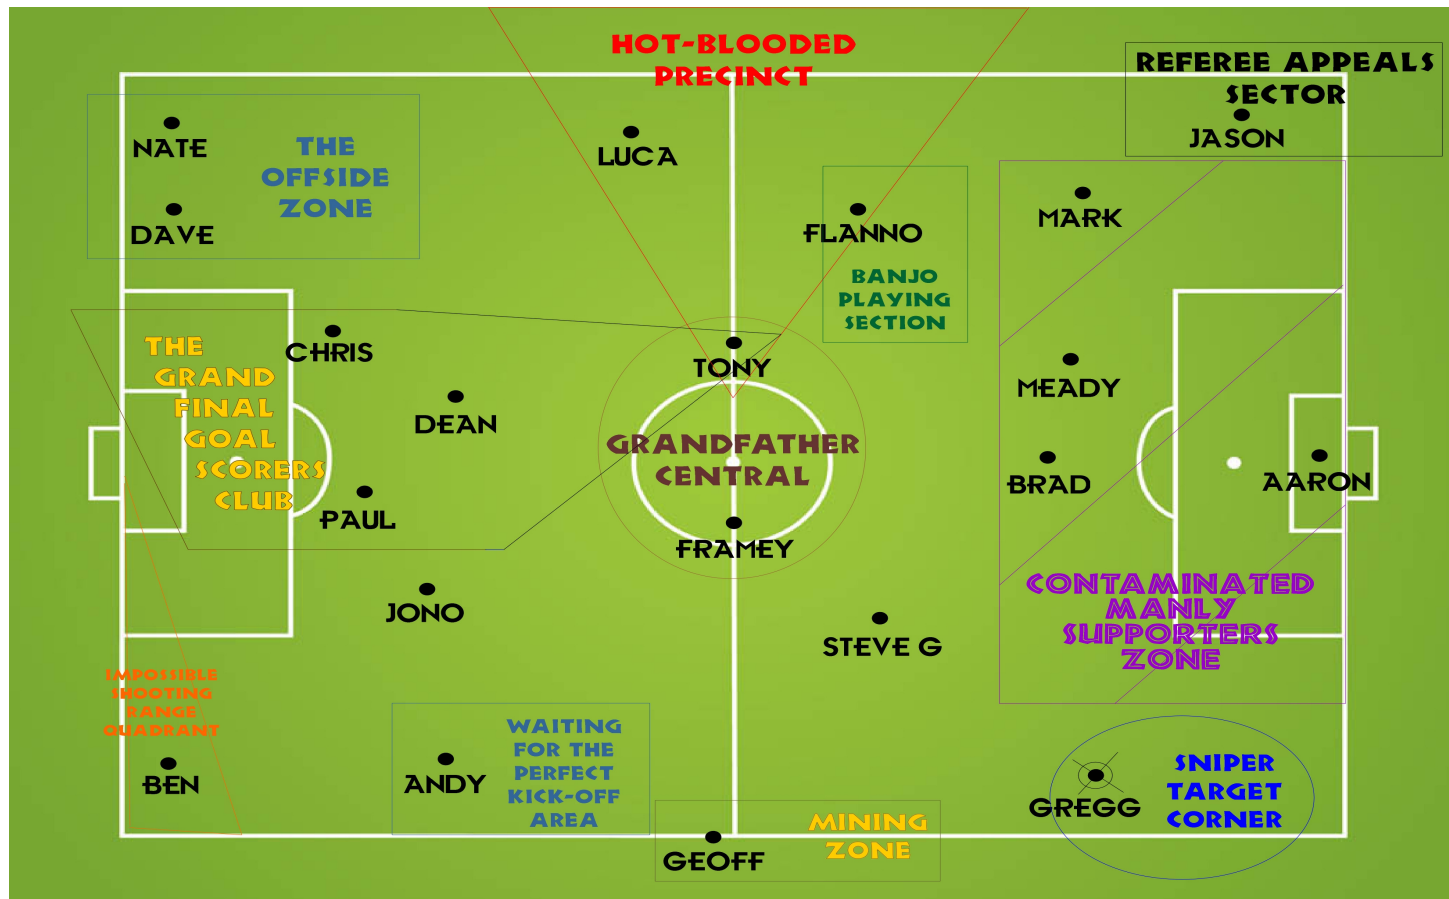 HOT-BLOODED
PRECINCT
REFEREE APPEALS
SECTOR
JASON
NATE
DAVE
THE
OFFSIDE
ZONE
LUCA
FLANNO
BANJO
PLAYING
SECTION
MARK
MEADY
BRAD
AARON
CONTAMINATED
MANLY
SUPPORTERS
ZONE
THE
GRAND
FINAL
GOAL
SCORERS
CLUB
CHRIS
DEAN
PAUL
TONY
GRANDFATHER
CENTRAL
FRAMEY
JONO
STEVE G
IMPOSSIBLE
SHOOTING
RANGE
QUADRANT
BEN
ANDY
WAITING
FOR THE
PERFECT
KICK-OFF
AREA
GEOFF
MINING
ZONE
GREGG
SNIPER
TARGET
CORNER